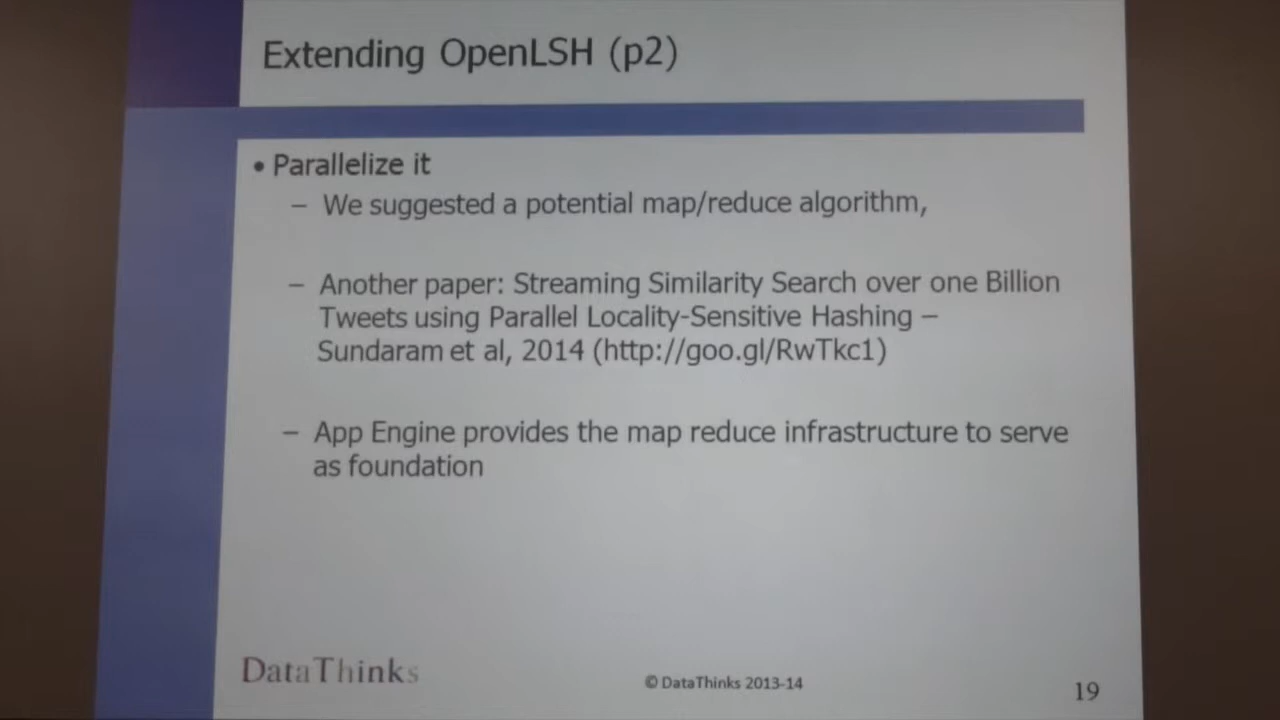 Extending OpenLSH (p2)
• Parallelize it
– We suggested a potential map/reduce algorithm,
– Another paper: Streaming Similarity Search over one Billion
Tweets using Parallel Locality-Sensitive Hashing –
Sundaram et al, 2014 (http://goo.gl/RwTkc1)
– App Engine provides the map reduce infrastructure to serve
as foundation
DataThinks
© DataThinks 2013-14
19